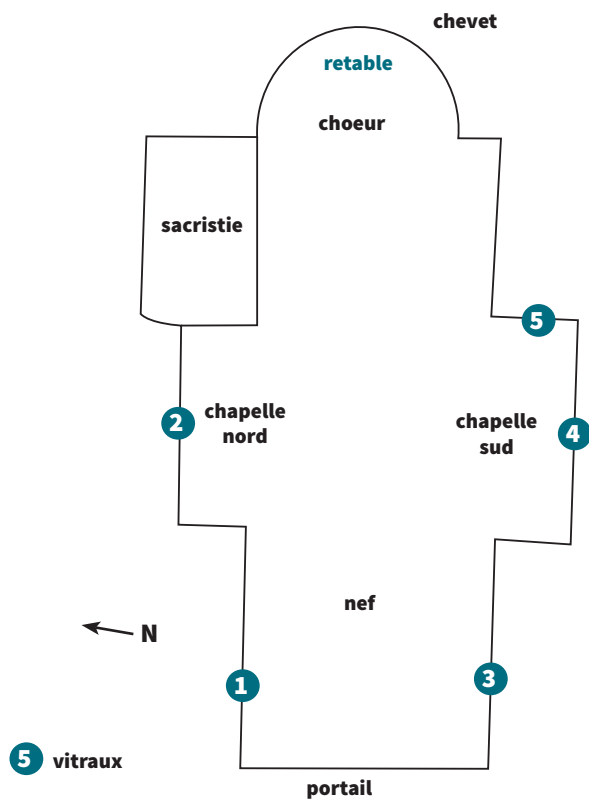 chevet
retable
choeur
sacristie
5
2
chapelle
nord
chapelle
sud
4
nef
N
1
3
5 vitraux
portail